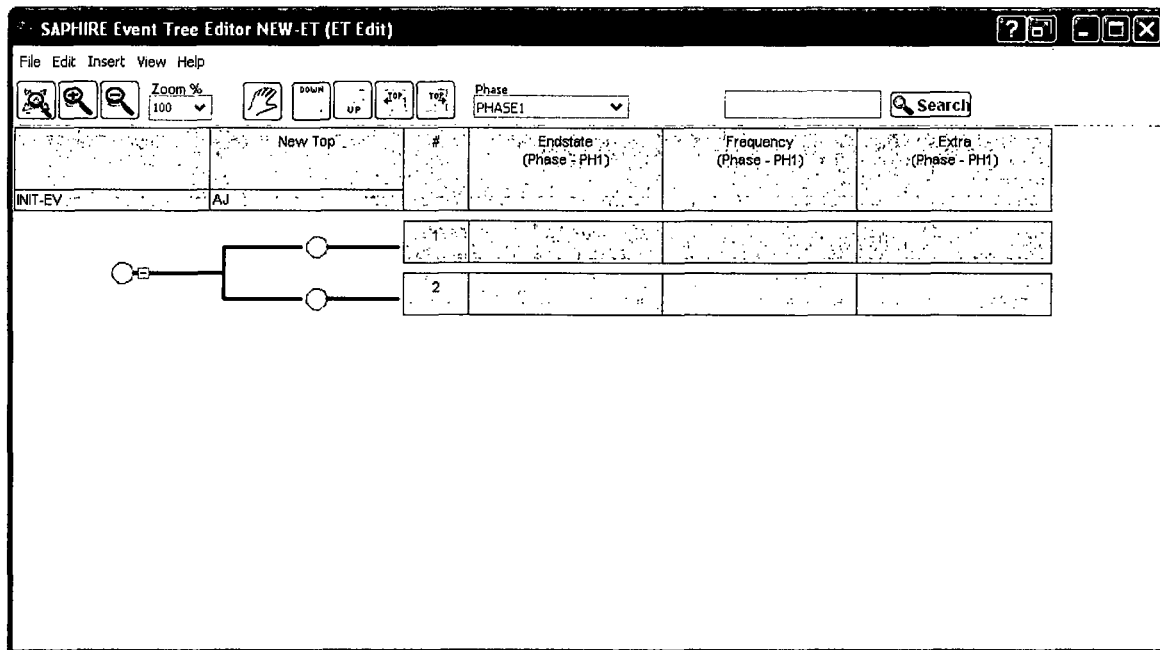 SAPHIRE Event Tree Editor NEW-ET (ET Edit)
File Edit Insert View Help
Zoom %
100
DOWN
UP
TOP
TOP
Phase
PHASE1
Search
New Top
#
Endstate
(Phase - PH1)
Frequency
(Phase - PH1)
Extra
(Phase - PH1)
INIT-EV
AJ
1
2